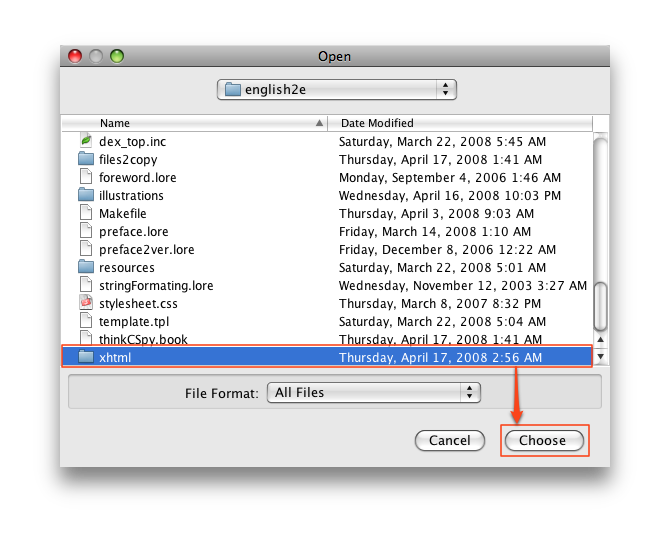 Open
english2e
Name Date Modified
dex_top.inc Saturday, March 22, 2008 5:45 AM
files2copy Thursday, April 17, 2008 1:41 AM
foreword.lore Monday, September 4, 2006 1:46 AM
illustrations Wednesday, April 16, 2008 10:03 PM
Makefile Thursday, April 3, 2008 9:03 AM
preface.lore Friday, March 14, 2008 1:10 AM
preface2ver.lore Friday, December 8, 2006 12:22 AM
resources Saturday, March 22, 2008 5:01 AM
stringFormating.lore Wednesday, November 12, 2003 3:27 AM
stylesheet.css Thursday, March 8, 2007 8:32 PM
template.tpl Saturday, March 22, 2008 5:04 AM
thinkCSpy.book Thursday, April 17, 2008 1:41 AM
xhtml Thursday, April 17, 2008 2:56 AM
File Format: All Files
Cancel Choose